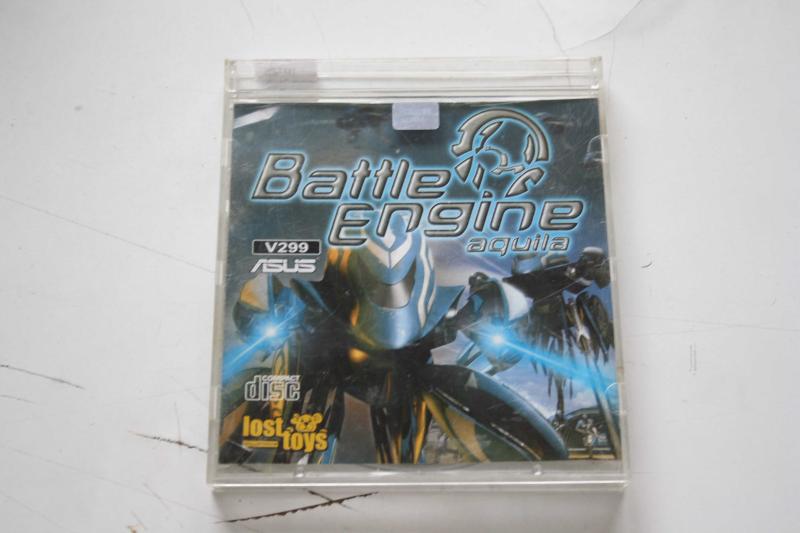 Battle
Engine
aquila
V299
ASUS
COMPACT
disc
lost
toys